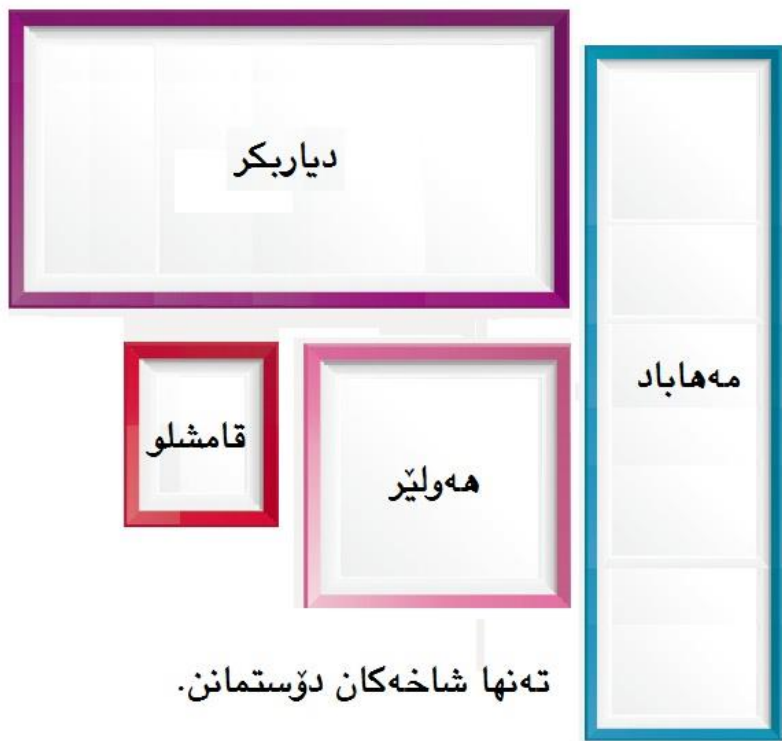 دیاربکر
مەهاباد
قامشلو
هەولێر
تەنها شاخەکان دۆستمانن.